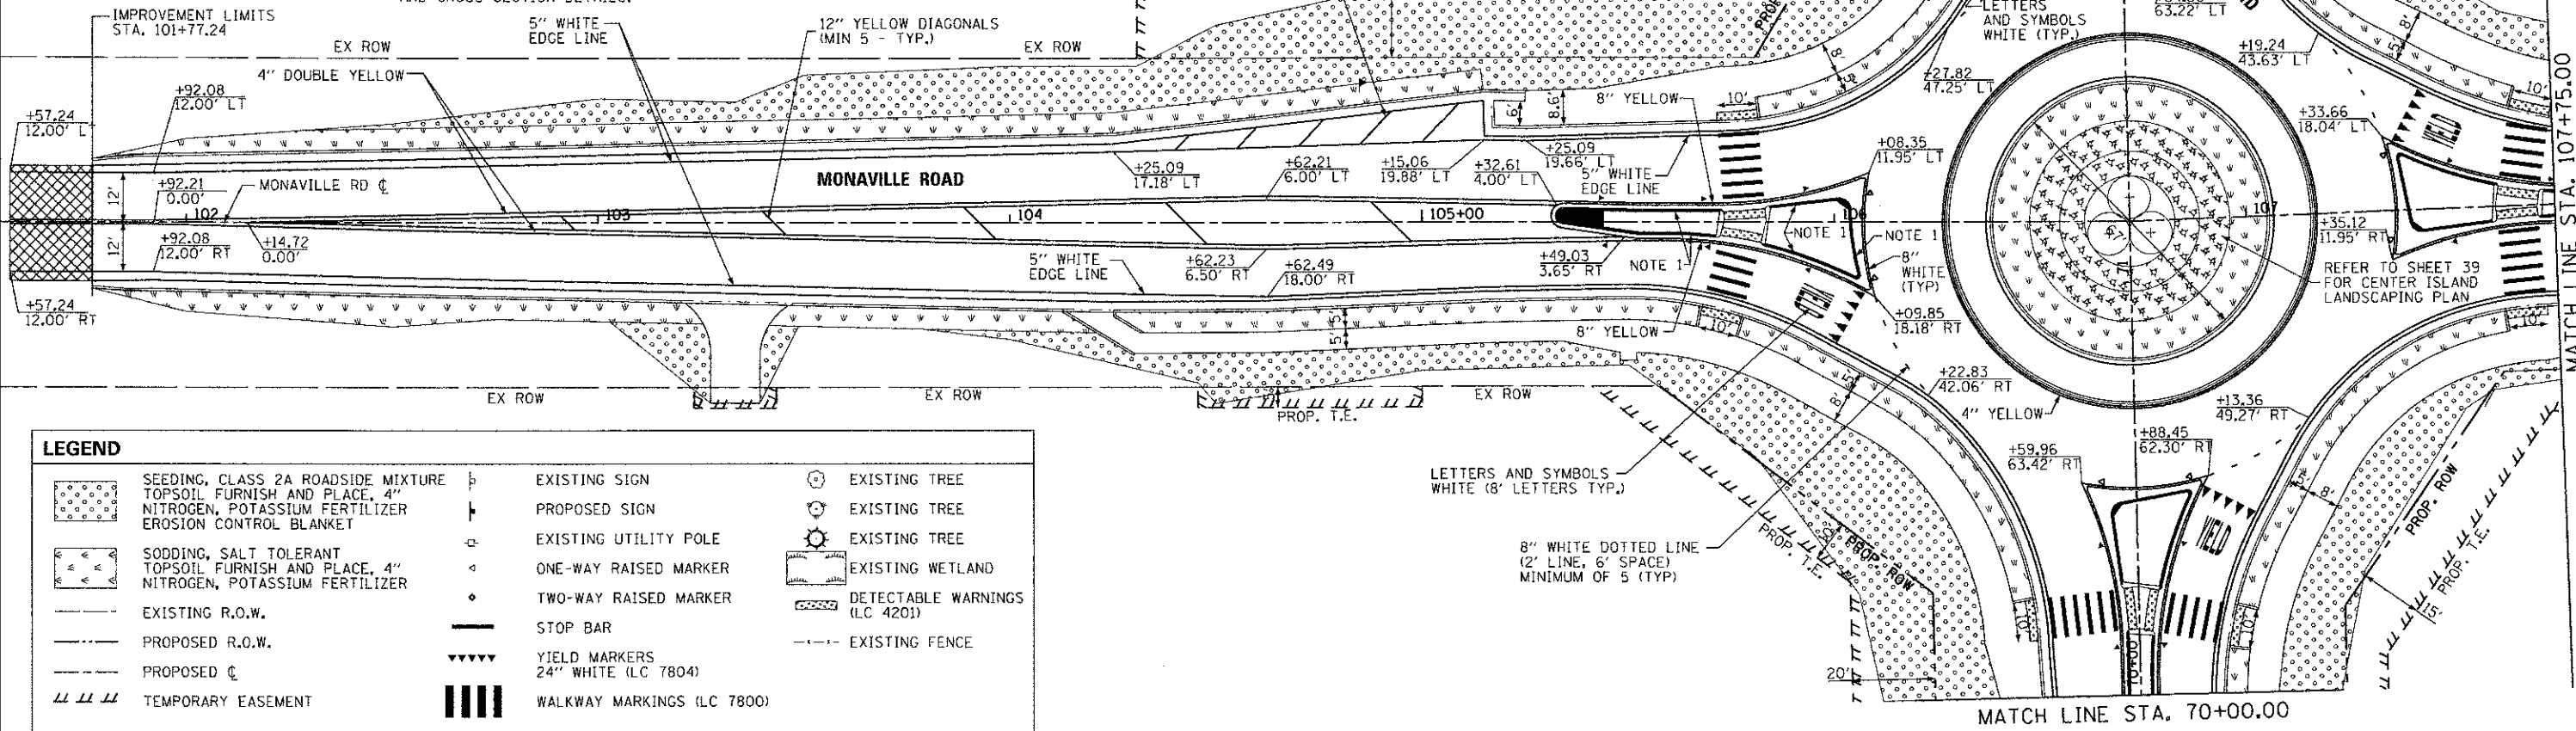 IMPROVEMENT LIMITS
STA. 101+77.24
AND CROSS SECTION DETAILS.
5" WHITE
EDGE LINE
12" YELLOW DIAGONALS
(MIN 5 - TYP.)
EX ROW
EX ROW
4" DOUBLE YELLOW
LETTERS
AND SYMBOLS
WHITE (TYP.)
63.22' LT
+19.24
43.63' LT
+27.82
47.25' LT
+33.66
18.04' LT
8'
5'
8'
5'
10'
10'
+57.24
12.00' LT
+92.08
12.00' LT
8" YELLOW
6'
8.6'
+08.35
11.95' LT
+25.09
17.18' LT
+62.21
6.00' LT
+15.06
19.88' LT
+32.61
4.00' LT
+25.09
19.66' LT
5" WHITE
EDGE LINE
12'
+92.21
0.00'
MONAVILLE RD ℄
MONAVILLE ROAD
102
103
104
105+00
106
107
12'
+92.08
12.00' RT
+14.72
0.00'
+57.24
12.00' RT
5" WHITE
EDGE LINE
+62.23
6.50' RT
+62.49
18.00' RT
+49.03
3.65' RT
NOTE 1
NOTE 1
NOTE 1
8"
WHITE
(TYP)
+35.12
11.95' RT
REFER TO SHEET 39
FOR CENTER ISLAND
LANDSCAPING PLAN
MATCH LINE STA. 107+75.00
8" YELLOW
10'
10'
+09.85
18.18' RT
5'
5'
5'
8'
+22.83
42.06' RT
4" YELLOW
+13.36
49.27' RT
EX ROW
EX ROW
EX ROW
PROP. T.E.
+59.96
63.42' RT
+88.45
62.30' RT
5'
8'
LETTERS AND SYMBOLS
WHITE (8' LETTERS TYP.)
8" WHITE DOTTED LINE
(2' LINE, 6' SPACE)
MINIMUM OF 5 (TYP)
PROP. T.E.
PROP. ROW
20'
20'
10'
10'
70+00
PROP. ROW
PROP. T.E.
15'
MATCH LINE STA. 70+00.00
LEGEND
SEEDING, CLASS 2A ROADSIDE MIXTURE
TOPSOIL FURNISH AND PLACE, 4"
NITROGEN, POTASSIUM FERTILIZER
EROSION CONTROL BLANKET
SODDING, SALT TOLERANT
TOPSOIL FURNISH AND PLACE, 4"
NITROGEN, POTASSIUM FERTILIZER
EXISTING R.O.W.
PROPOSED R.O.W.
PROPOSED ℄
TEMPORARY EASEMENT
EXISTING SIGN
PROPOSED SIGN
EXISTING UTILITY POLE
ONE-WAY RAISED MARKER
TWO-WAY RAISED MARKER
STOP BAR
YIELD MARKERS
24" WHITE (LC 7804)
WALKWAY MARKINGS (LC 7800)
EXISTING TREE
EXISTING TREE
EXISTING TREE
EXISTING WETLAND
DETECTABLE WARNINGS
(LC 4201)
EXISTING FENCE